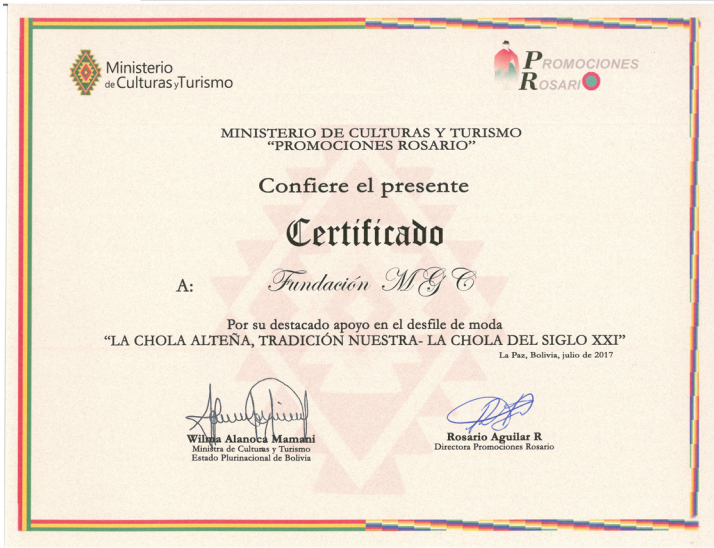 Ministerio
de Culturas y Turismo
PROMOCIONES
ROSARIO
MINISTERIO DE CULTURAS Y TURISMO
"PROMOCIONES ROSARIO"
Confiere el presente
Certificado
A: Fundación MGC
Por su destacado apoyo en el desfile de moda
"LA CHOLA ALTEÑA, TRADICIÓN NUESTRA- LA CHOLA DEL SIGLO XXI"
La Paz, Bolivia, julio de 2017
Wilma Alanoca Mamani
Ministra de Culturas y Turismo
Estado Plurinacional de Bolivia
Rosario Aguilar R
Directora Promociones Rosario